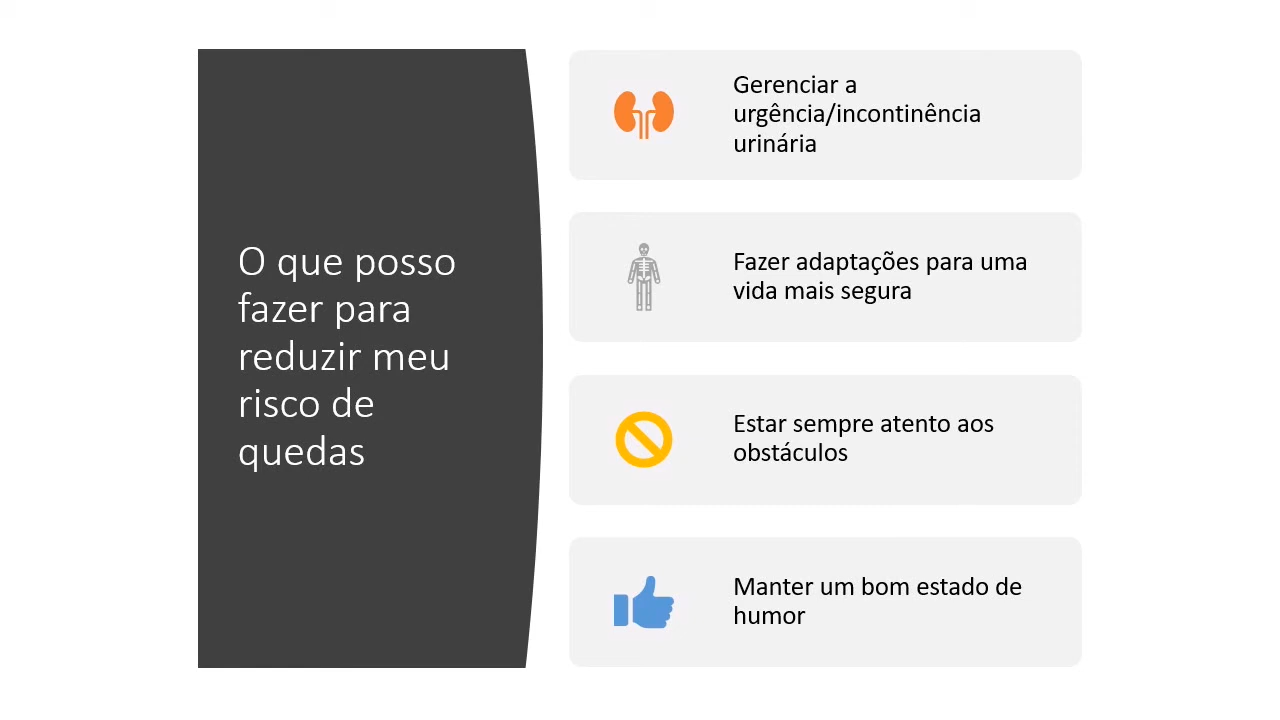 O que posso
fazer para
reduzir meu
risco de
quedas
Gerenciar a
urgência/incontinência
urinária
Fazer adaptações para uma
vida mais segura
Estar sempre atento aos
obstáculos
Manter um bom estado de
humor